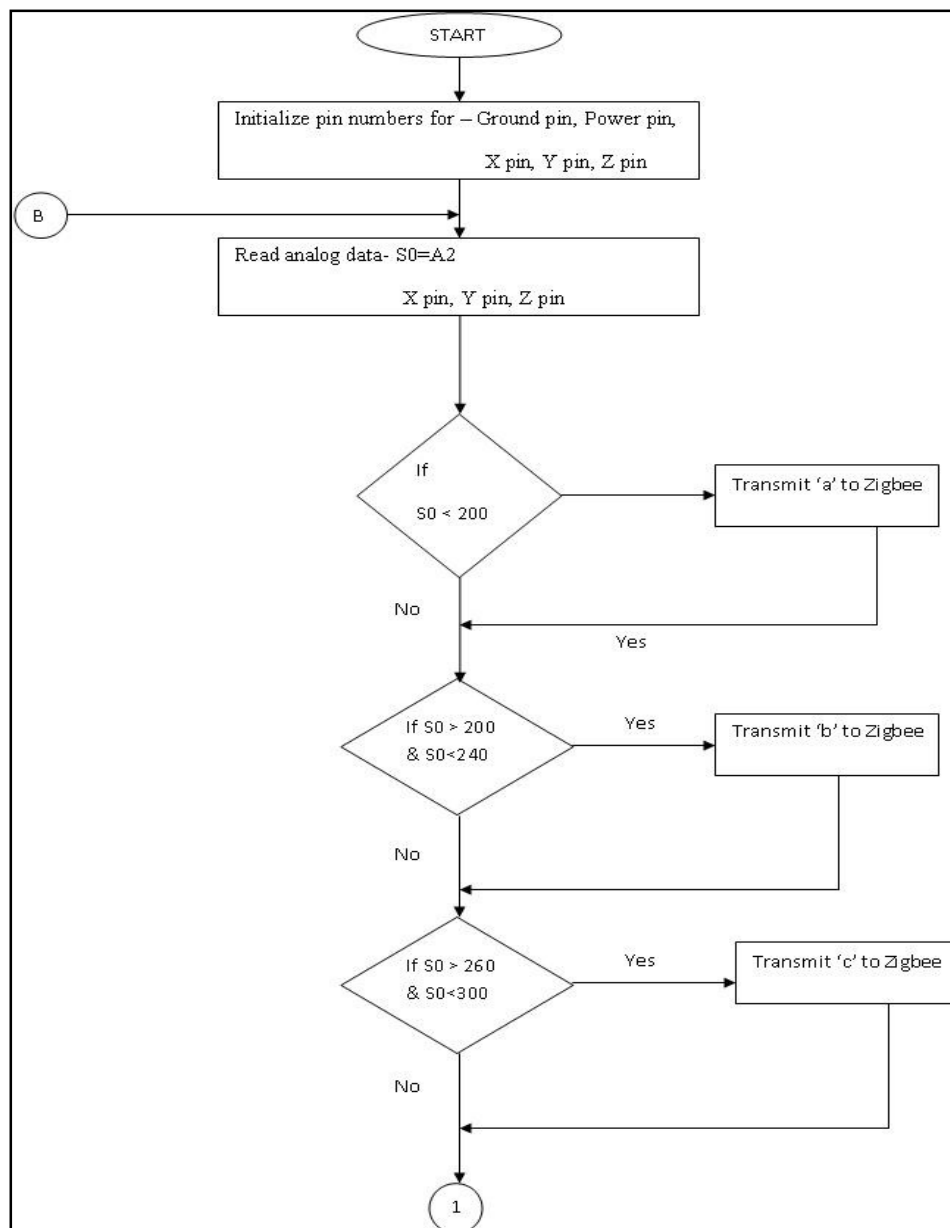 START
Initialize pin numbers for – Ground pin, Power pin,
X pin, Y pin, Z pin
B
Read analog data- S0=A2
X pin, Y pin, Z pin
If
S0 < 200
Transmit ‘a’ to Zigbee
No
Yes
If S0 > 200
& S0<240
Yes
Transmit ‘b’ to Zigbee
No
If S0 > 260
& S0<300
Yes
Transmit ‘c’ to Zigbee
No
1